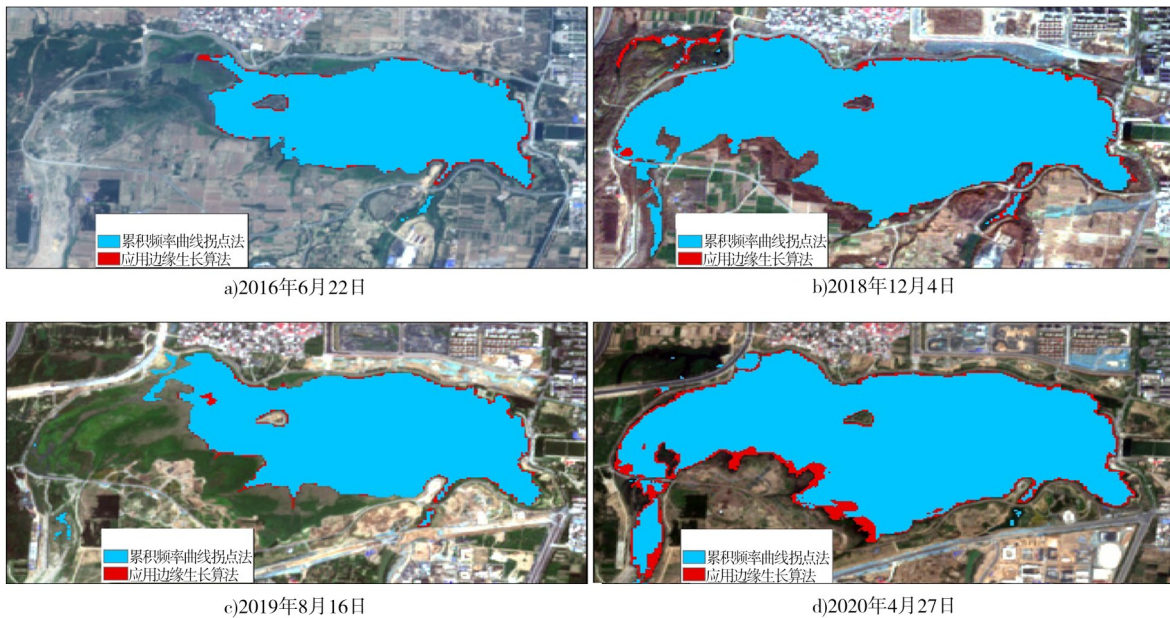 累积频率曲线拐点法
应用边缘生长算法
a)2016年6月22日
累积频率曲线拐点法
应用边缘生长算法
b)2018年12月4日
累积频率曲线拐点法
应用边缘生长算法
c)2019年8月16日
累积频率曲线拐点法
应用边缘生长算法
d)2020年4月27日